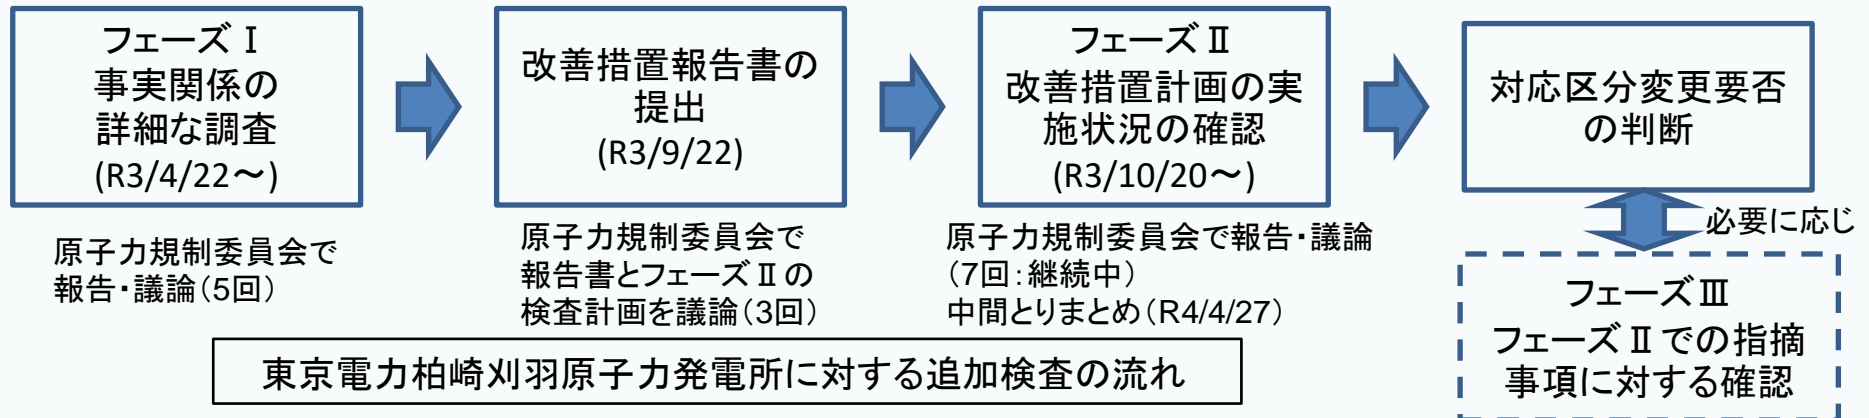 フェーズⅠ
事実関係の
詳細な調査
(R3/4/22～)
原子力規制委員会で
報告・議論(5回)
改善措置報告書の
提出
(R3/9/22)
原子力規制委員会で
報告書とフェーズⅡの
検査計画を議論(3回)
フェーズⅡ
改善措置計画の実
施状況の確認
(R3/10/20～)
原子力規制委員会で報告・議論
(7回：継続中)
中間とりまとめ(R4/4/27)
対応区分変更要否
の判断
必要に応じ
フェーズⅢ
フェーズⅡでの指摘
事項に対する確認
東京電力柏崎刈羽原子力発電所に対する追加検査の流れ